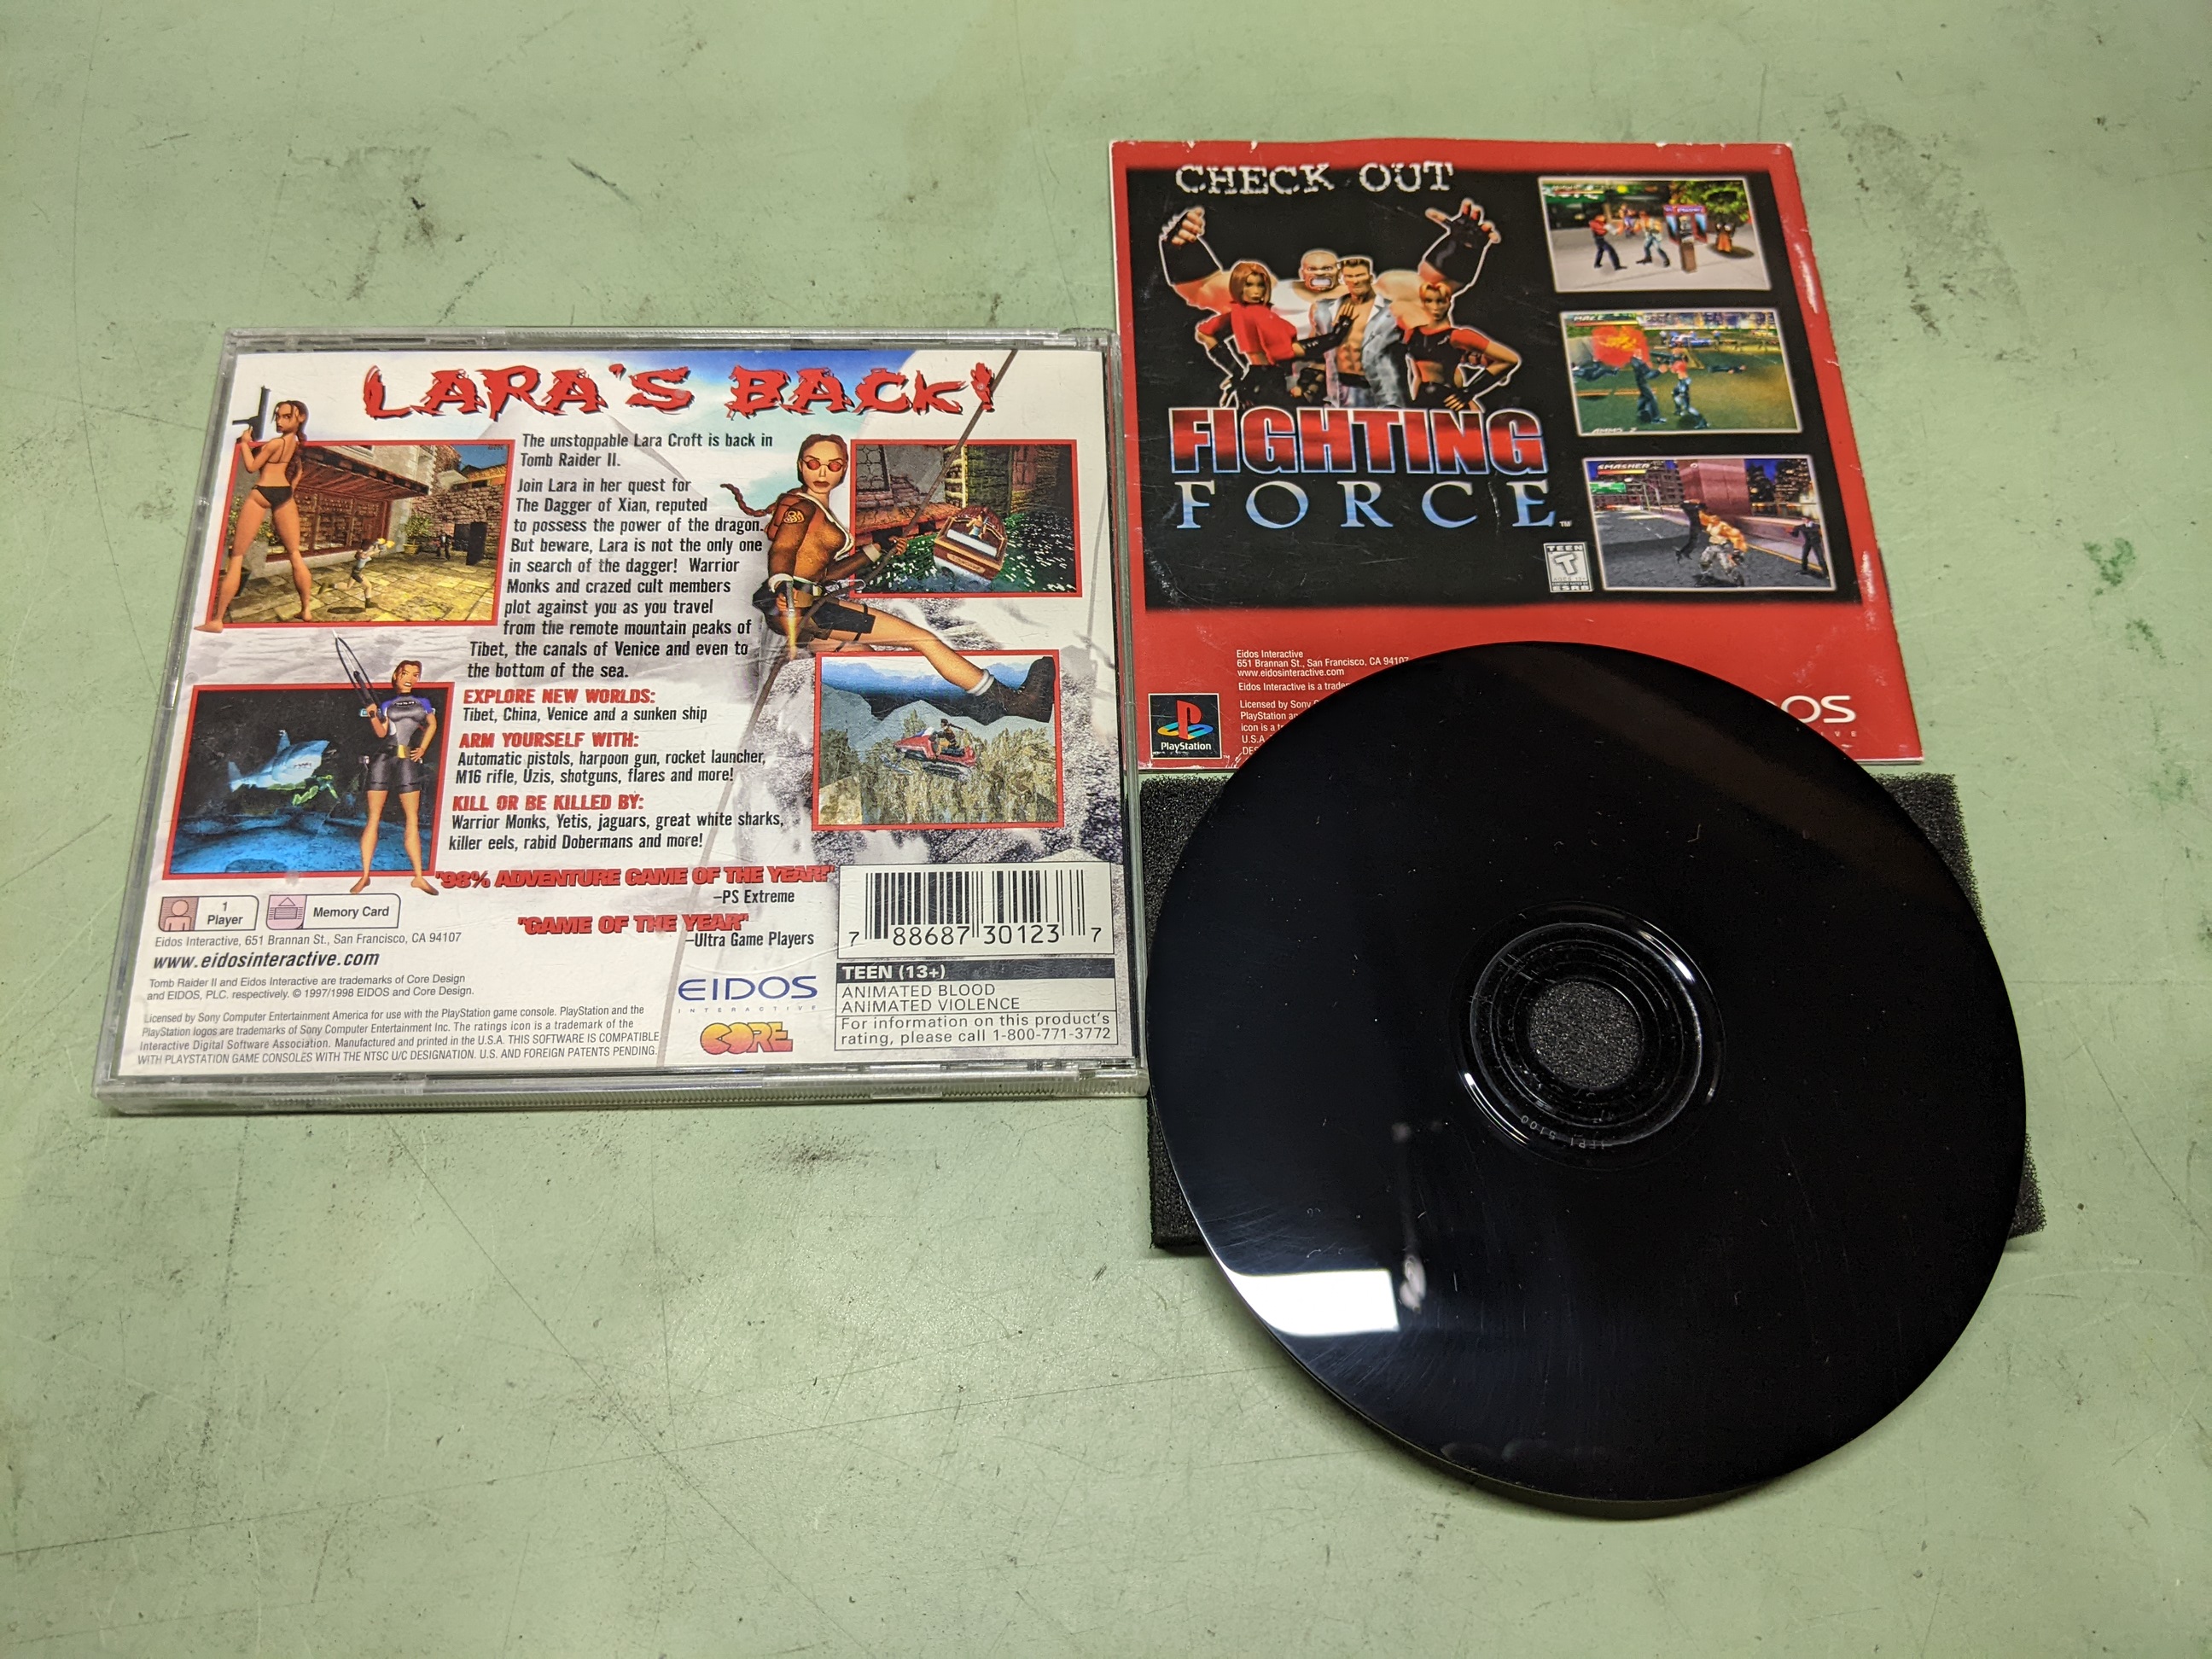 LARA'S BACK!
The unstoppable Lara Croft is back in
Tomb Raider II.
Join Lara in her quest for
The Dagger of Xian, reputed
to possess the power of the dragon.
But beware, Lara is not the only one
in search of the dagger! Warrior
Monks and crazed cult members
plot against you as you travel
from the remote mountain peaks of
Tibet, the canals of Venice and even to
the bottom of the sea.
EXPLORE NEW WORLDS:
Tibet, China, Venice and a sunken ship
ARM YOURSELF WITH:
Automatic pistols, harpoon gun, rocket launcher,
M16 rifle, Uzis, shotguns, flares and more!
KILL OR BE KILLED BY:
Warrior Monks, Yetis, jaguars, great white sharks,
killer eels, rabid Dobermans and more!
"98% ADVENTURE GAME OF THE YEAR!"
–PS Extreme
"GAME OF THE YEAR"
–Ultra Game Players
1
Player
Memory Card
Eidos Interactive, 651 Brannan St., San Francisco, CA 94107
www.eidosinteractive.com
Tomb Raider II and Eidos Interactive are trademarks of Core Design
and EIDOS, PLC. respectively. © 1997/1998 EIDOS and Core Design.
Licensed by Sony Computer Entertainment America for use with the PlayStation game console. PlayStation and the
PlayStation logos are trademarks of Sony Computer Entertainment Inc. The ratings icon is a trademark of the
Interactive Digital Software Association. Manufactured and printed in the U.S.A. THIS SOFTWARE IS COMPATIBLE
WITH PLAYSTATION GAME CONSOLES WITH THE NTSC U/C DESIGNATION. U.S. AND FOREIGN PATENTS PENDING.
EIDOS
INTERACTIVE
CORE
7 88687 30123 7
TEEN (13+)
ANIMATED BLOOD
ANIMATED VIOLENCE
For information on this product's
rating, please call 1-800-771-3772
CHECK OUT
FIGHTING
FORCE™
SMASHER
TEEN
T
ESRB
Eidos Interactive
651 Brannan St., San Francisco, CA 94107
www.eidosinteractive.com
Eidos Interactive is a trade
Licensed by Sony
PlayStation
icon is a
U.S.A.
PlayStation